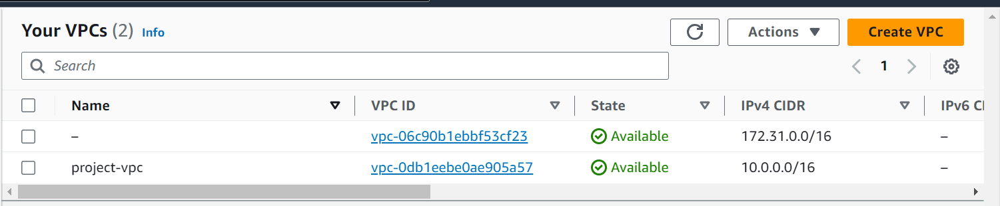 Your VPCs (2) Info
Actions Create VPC
Search
1
Name VPC ID State IPv4 CIDR IPv6
– vpc-06c90b1ebbf53cf23 Available 172.31.0.0/16 –
project-vpc vpc-0db1eebe0ae905a57 Available 10.0.0.0/16 –